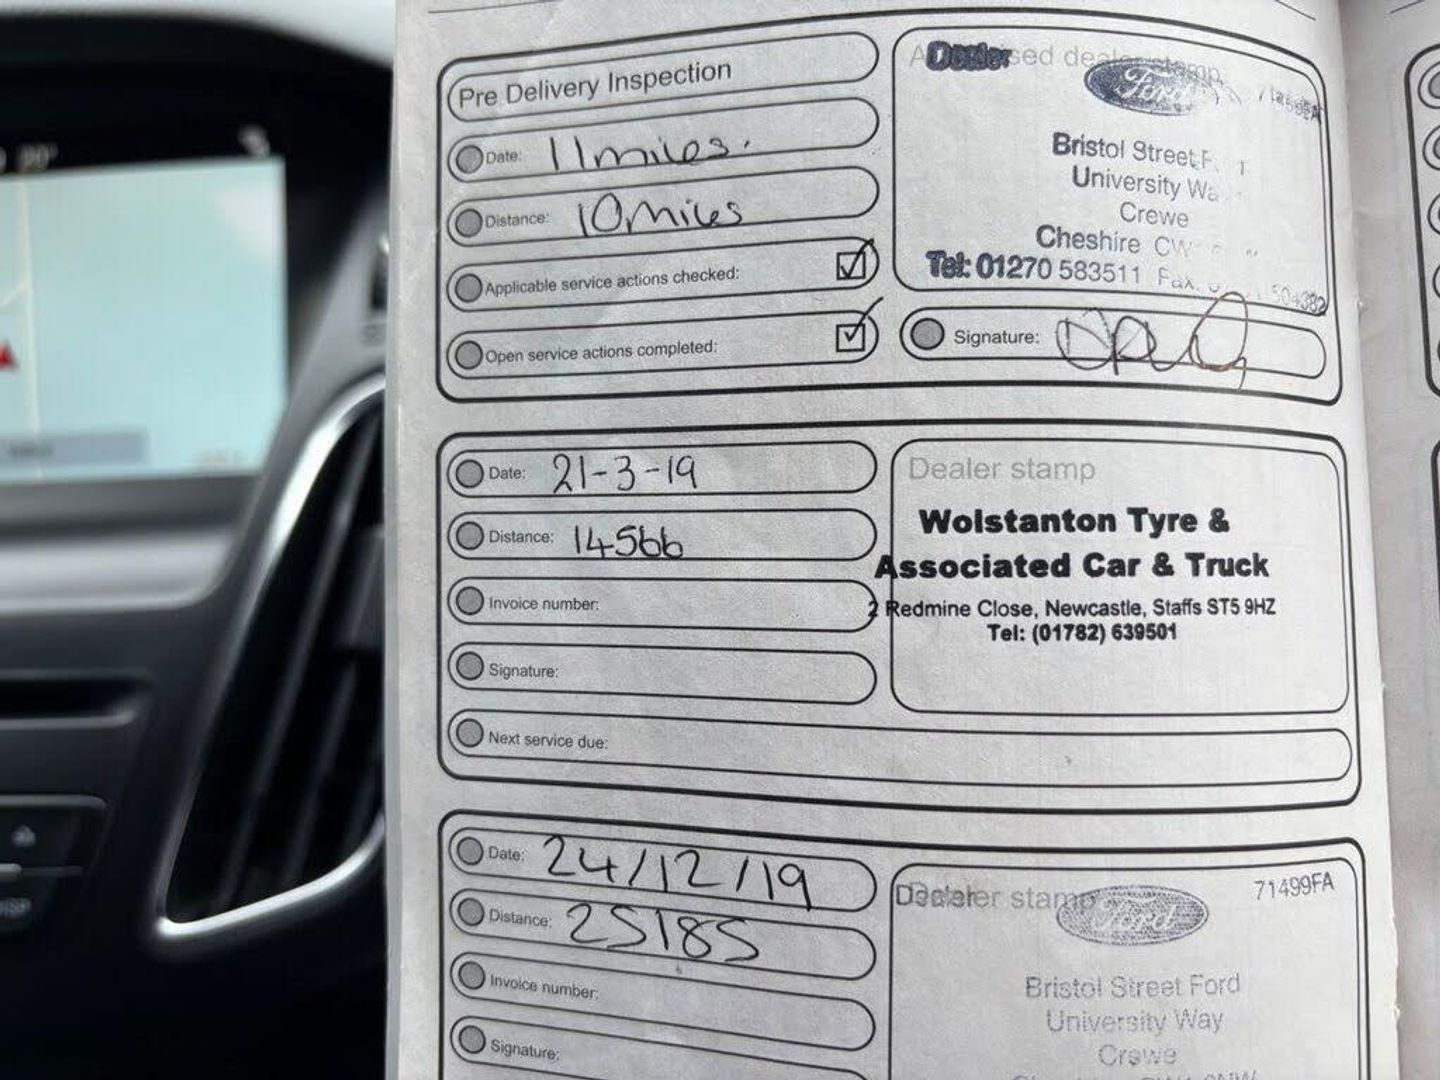 Pre Delivery Inspection
Date: 11miles.
Distance: 10miles
Applicable service actions checked:
Open service actions completed:
Dealer
dealer stamp
Ford
Bristol Street
University
Crewe
Cheshire
Tel: 01270 583511 Fax.
Signature:
Date: 21-3-19
Distance: 14566
Invoice number:
Signature:
Next service due:
Dealer stamp
Wolstanton Tyre &
Associated Car & Truck
2 Redmine Close, Newcastle, Staffs ST5 9HZ
Tel: (01782) 639501
Date: 24/12/19
Distance: 25185
Invoice number:
Signature:
Dealer stamp
71499FA
Ford
Bristol Street Ford
University Way
Crewe